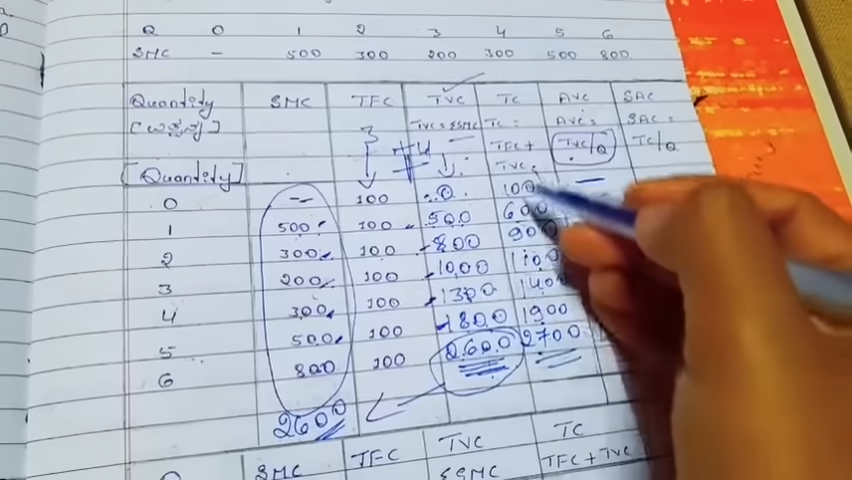 Q 0 1 2 3 4 5 6
SMC - 500 300 200 300 500 800
Quantity SMC TFC TVC TC AVC SAC
[ವಸ್ತು] TVC = SSMC TC = AVC = SAC =
TFC + TVC/Q TC/Q
[Quantity] TVC =
0 - 100 0 100 -
1 500 100 500 600
2 300 100 800 900
3 200 100 1000 1100
4 300 100 1300 1400
5 500 100 1800 1900
6 800 100 2600 2700
2600
SMC TFC TVC TC
SSMC TFC + TVC